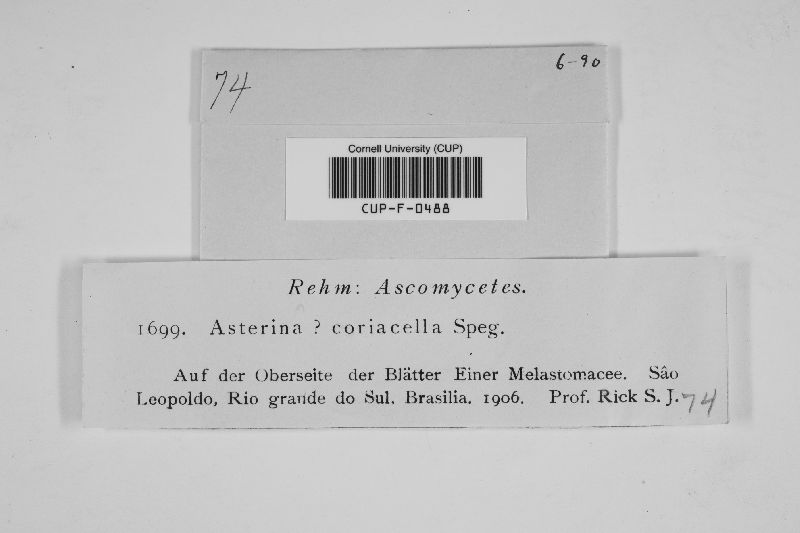 74
6-90
Cornell University (CUP)
CUP-F-0488
Rehm: Ascomycetes.
1699. Asterina ? coriacella Speg.
Auf der Oberseite der Blätter Einer Melastomacee. Sâo
Leopoldo, Rio grande do Sul. Brasilia. 1906. Prof. Rick S. J. 74